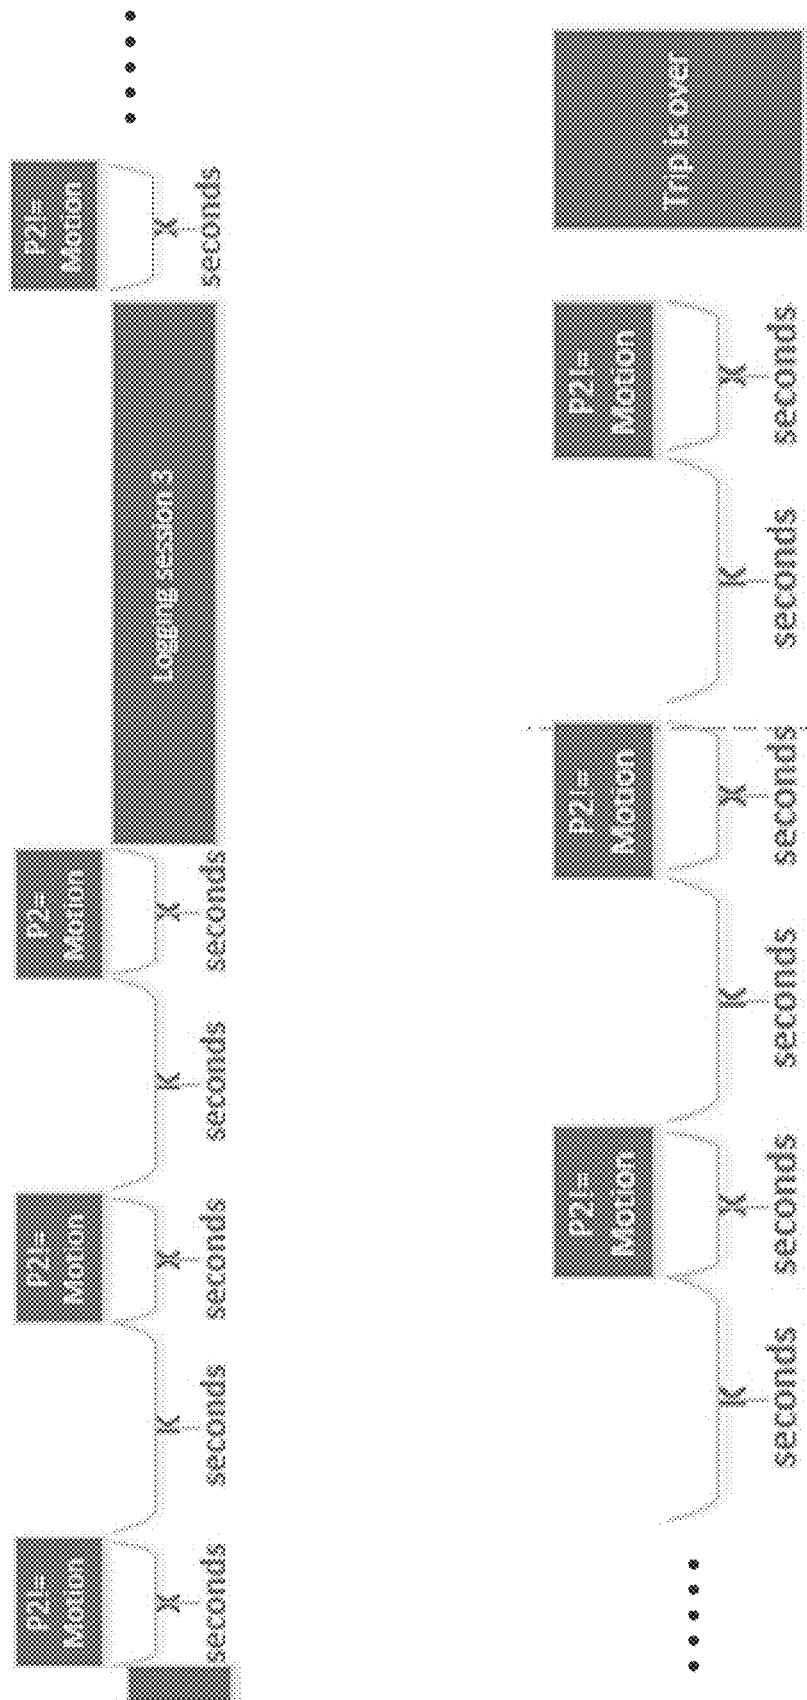 P2!=
Motion
X
seconds
K
seconds
P2!=
Motion
X
seconds
K
seconds
P2=
Motion
X
seconds
Logging session
P2!=
Motion
X
seconds
K
seconds
P2!=
Motion
X
seconds
K
seconds
P2!=
Motion
X
seconds
K
seconds
P2!=
Motion
X
seconds
Trip is over